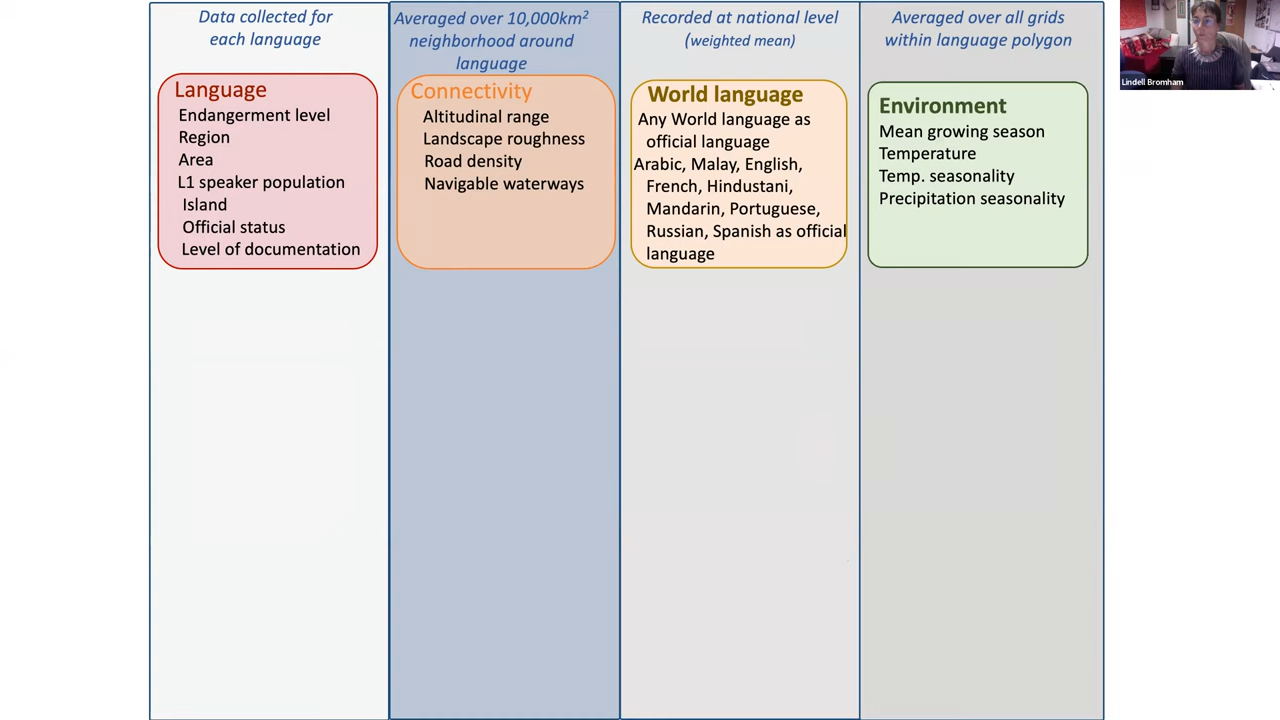 Data collected for
each language
Language
Endangerment level
Region
Area
L1 speaker population
Island
Official status
Level of documentation
Averaged over 10,000km²
neighborhood around
language
Connectivity
Altitudinal range
Landscape roughness
Road density
Navigable waterways
Recorded at national level
(weighted mean)
World language
Any World language as
official language
Arabic, Malay, English,
French, Hindustani,
Mandarin, Portuguese,
Russian, Spanish as official
language
Averaged over all grids
within language polygon
Environment
Mean growing season
Temperature
Temp. seasonality
Precipitation seasonality
Lindell Bromham